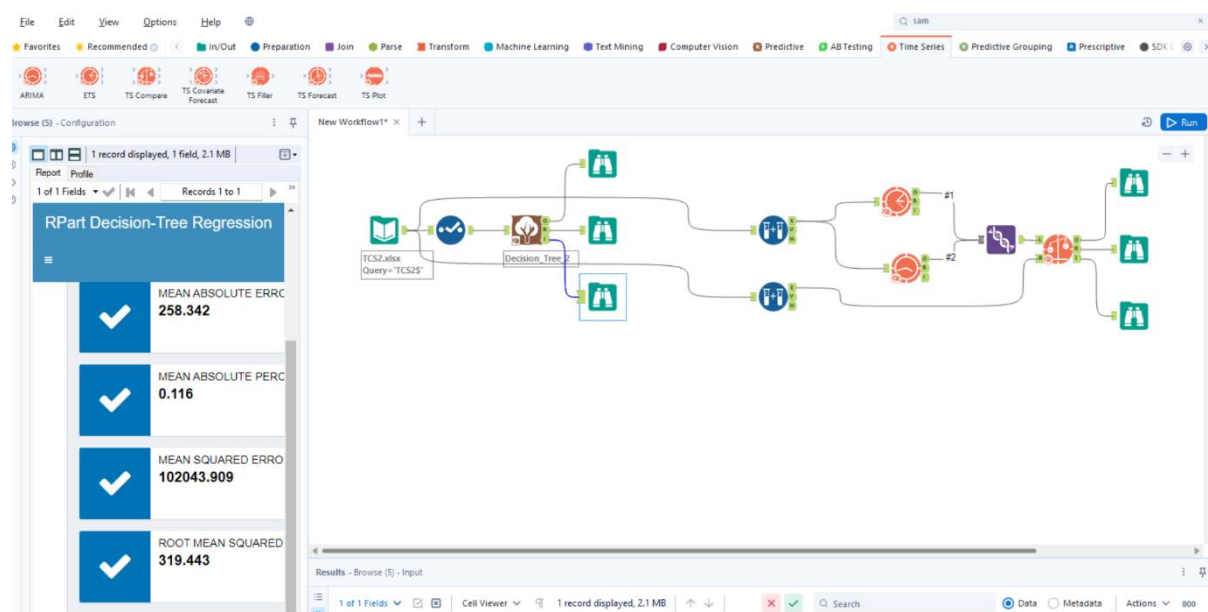 File Edit View Options Help
sam
Favorites Recommended In/Out Preparation Join Parse Transform Machine Learning Text Mining Computer Vision Predictive AB Testing Time Series Predictive Grouping Prescriptive SDK
ARIMA ETS TS Compare TS Covariate Forecast TS Filler TS Forecast TS Plot
Browse (5) - Configuration
New Workflow1*
Run
1 record displayed, 1 field, 2.1 MB
Report Profile
1 of 1 Fields Records 1 to 1
RPart Decision-Tree Regression
MEAN ABSOLUTE ERRO
258.342
MEAN ABSOLUTE PERC
0.116
MEAN SQUARED ERRO
102043.909
ROOT MEAN SQUARED
319.443
TCS2.xlsx
Query="TCS2$"
Decision_Tree_2
O
R
I
E
V
H
E
V
H
O
R
I
#1
O
R
I
#2
L
R
O
R
I
Results - Browse (5) - Input
1 of 1 Fields Cell Viewer 1 record displayed, 2.1 MB Search Data Metadata Actions 000